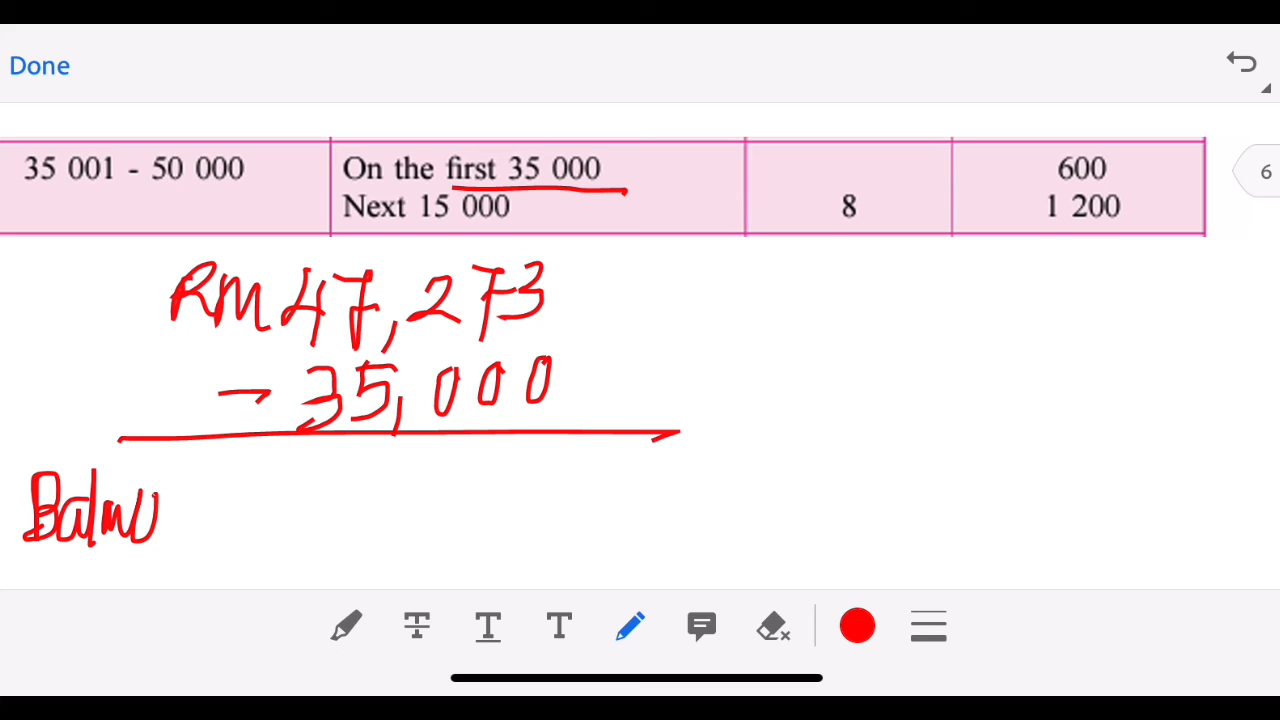 Done
6
35 001 - 50 000 On the first 35 000 600
Next 15 000 8 1 200
RM47,273
- 35,000